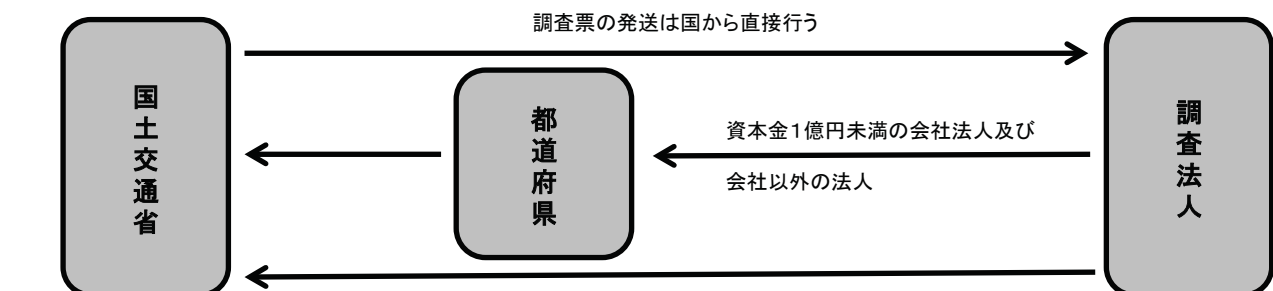 調査票の発送は国から直接行う
国土交通省
都道府県
資本金1億円未満の会社法人及び
会社以外の法人
調査法人